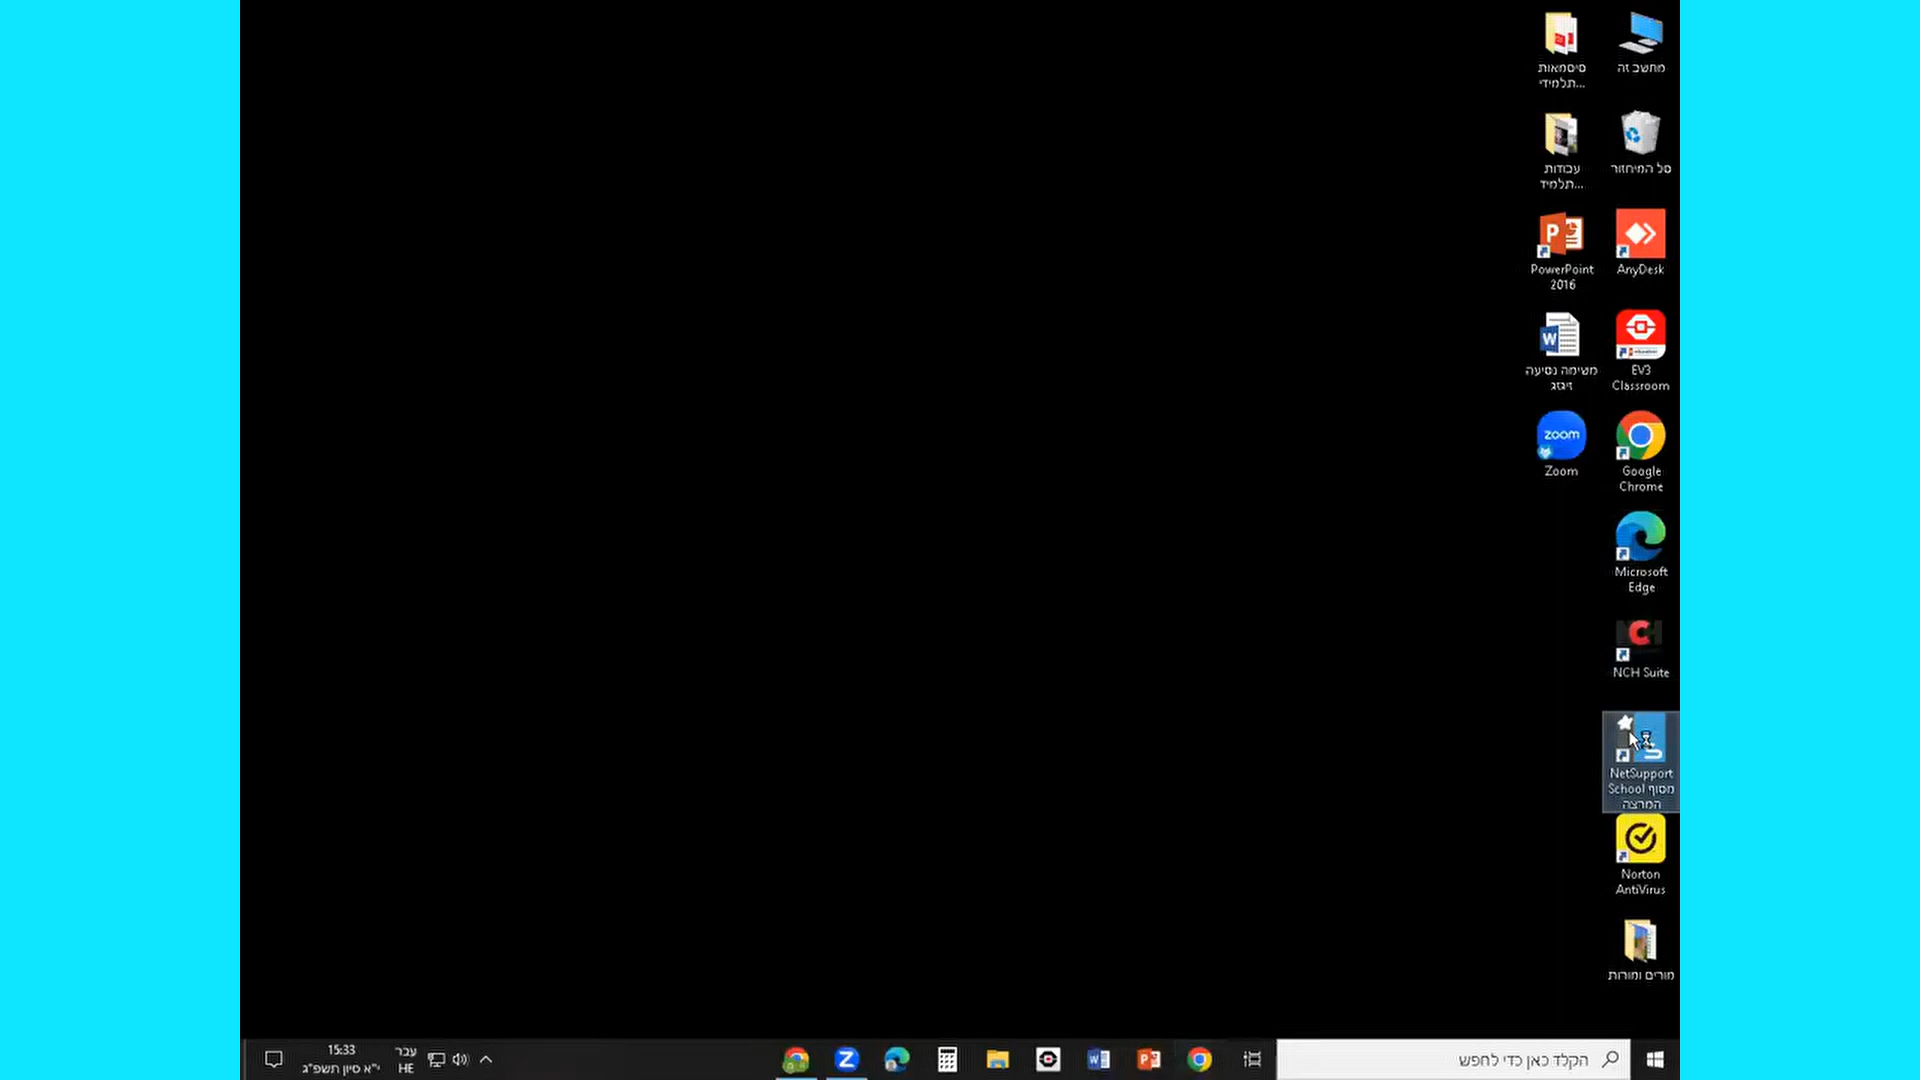 מחשב זה
סל המיחזור
AnyDesk
EV3
Classroom
Google
Chrome
Microsoft
Edge
NCH Suite
NetSupport
School מסוף
המרצה
Norton
AntiVirus
מורים ומורות
סיסמאות
תלמידי...
עבודות
תלמיד...
PowerPoint
2016
משימה נסיעה
זיגזג
zoom
Zoom
הקלד כאן כדי לחפש
עבר
HE
15:33
י"א סיון תשפ"ג